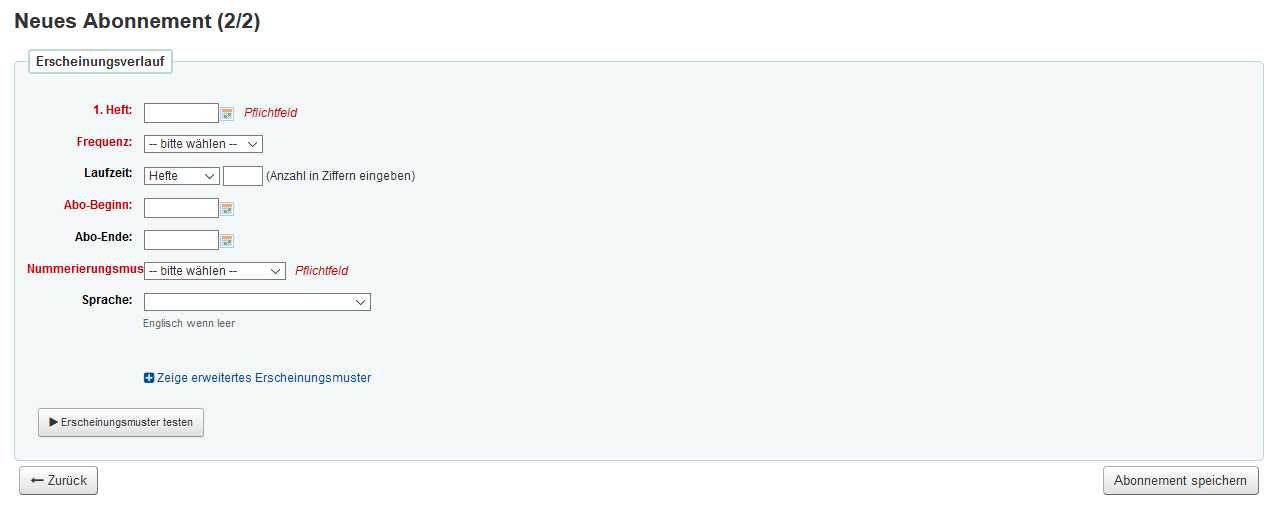 Neues Abonnement (2/2)
Erscheinungsverlauf
1. Heft: Pflichtfeld
Frequenz: -- bitte wählen --
Laufzeit: Hefte (Anzahl in Ziffern eingeben)
Abo-Beginn:
Abo-Ende:
Nummerierungsmus -- bitte wählen -- Pflichtfeld
Sprache:
Englisch wenn leer
Zeige erweitertes Erscheinungsmuster
Erscheinungsmuster testen
Zurück Abonnement speichern